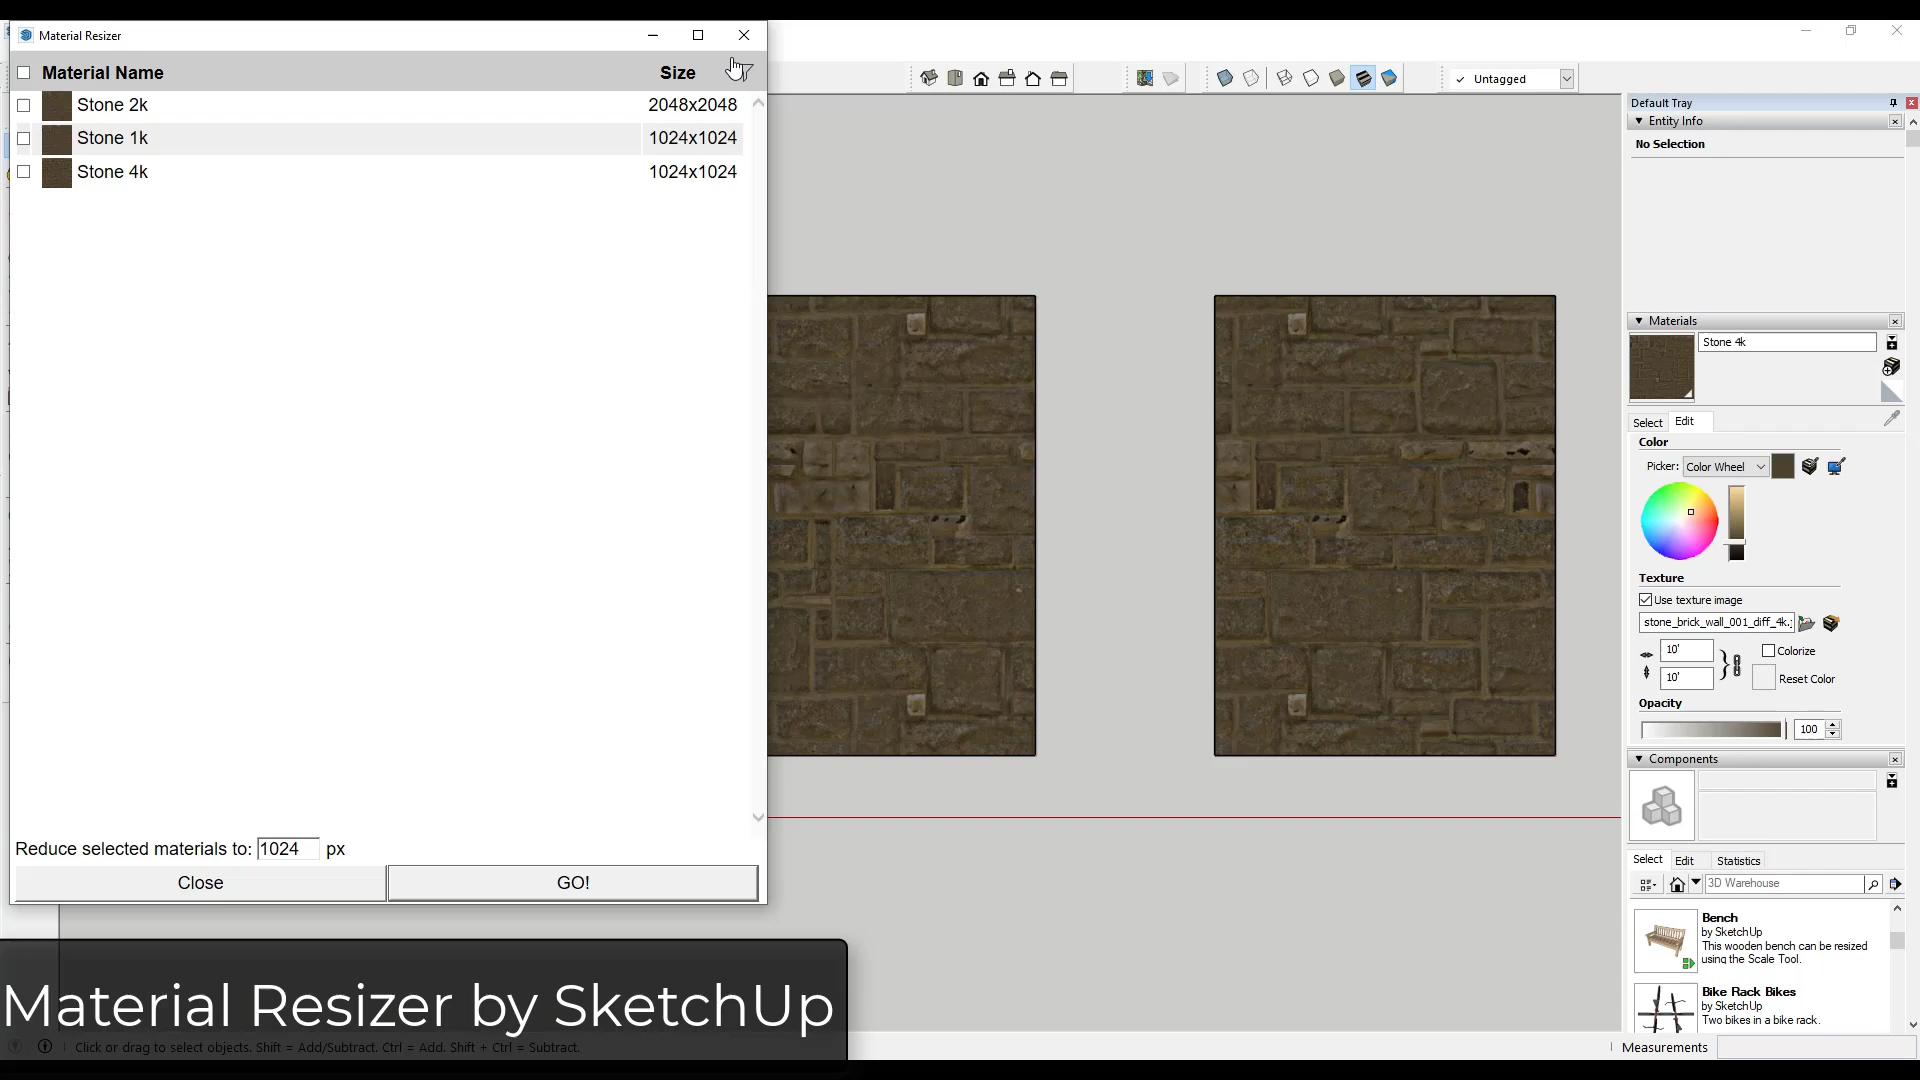 Material Resizer
Material Name Size
Stone 2k 2048x2048
Stone 1k 1024x1024
Stone 4k 1024x1024
Reduce selected materials to: 1024 px
Close GO!
Material Resizer by SketchUp
Click or drag to select objects. Shift = Add/Subtract. Ctrl = Add. Shift + Ctrl = Subtract.
Untagged
Default Tray
Entity Info
No Selection
Materials
Stone 4k
Select Edit
Color
Picker: Color Wheel
Texture
Use texture image
stone_brick_wall_001_diff_4k.j
10' Colorize
10' Reset Color
Opacity
100
Components
Select Edit Statistics
3D Warehouse
Bench
by SketchUp
This wooden bench can be resized
using the Scale Tool.
Bike Rack Bikes
by SketchUp
Two bikes in a bike rack.
Measurements